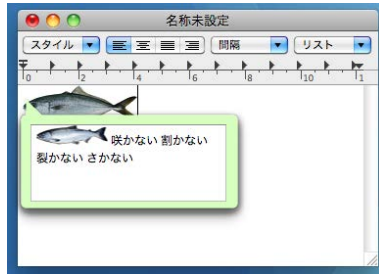 名称未設定
スタイル 間隔 リスト
0 2 4 6 8 10 1
咲かない 割かない
裂かない さかない